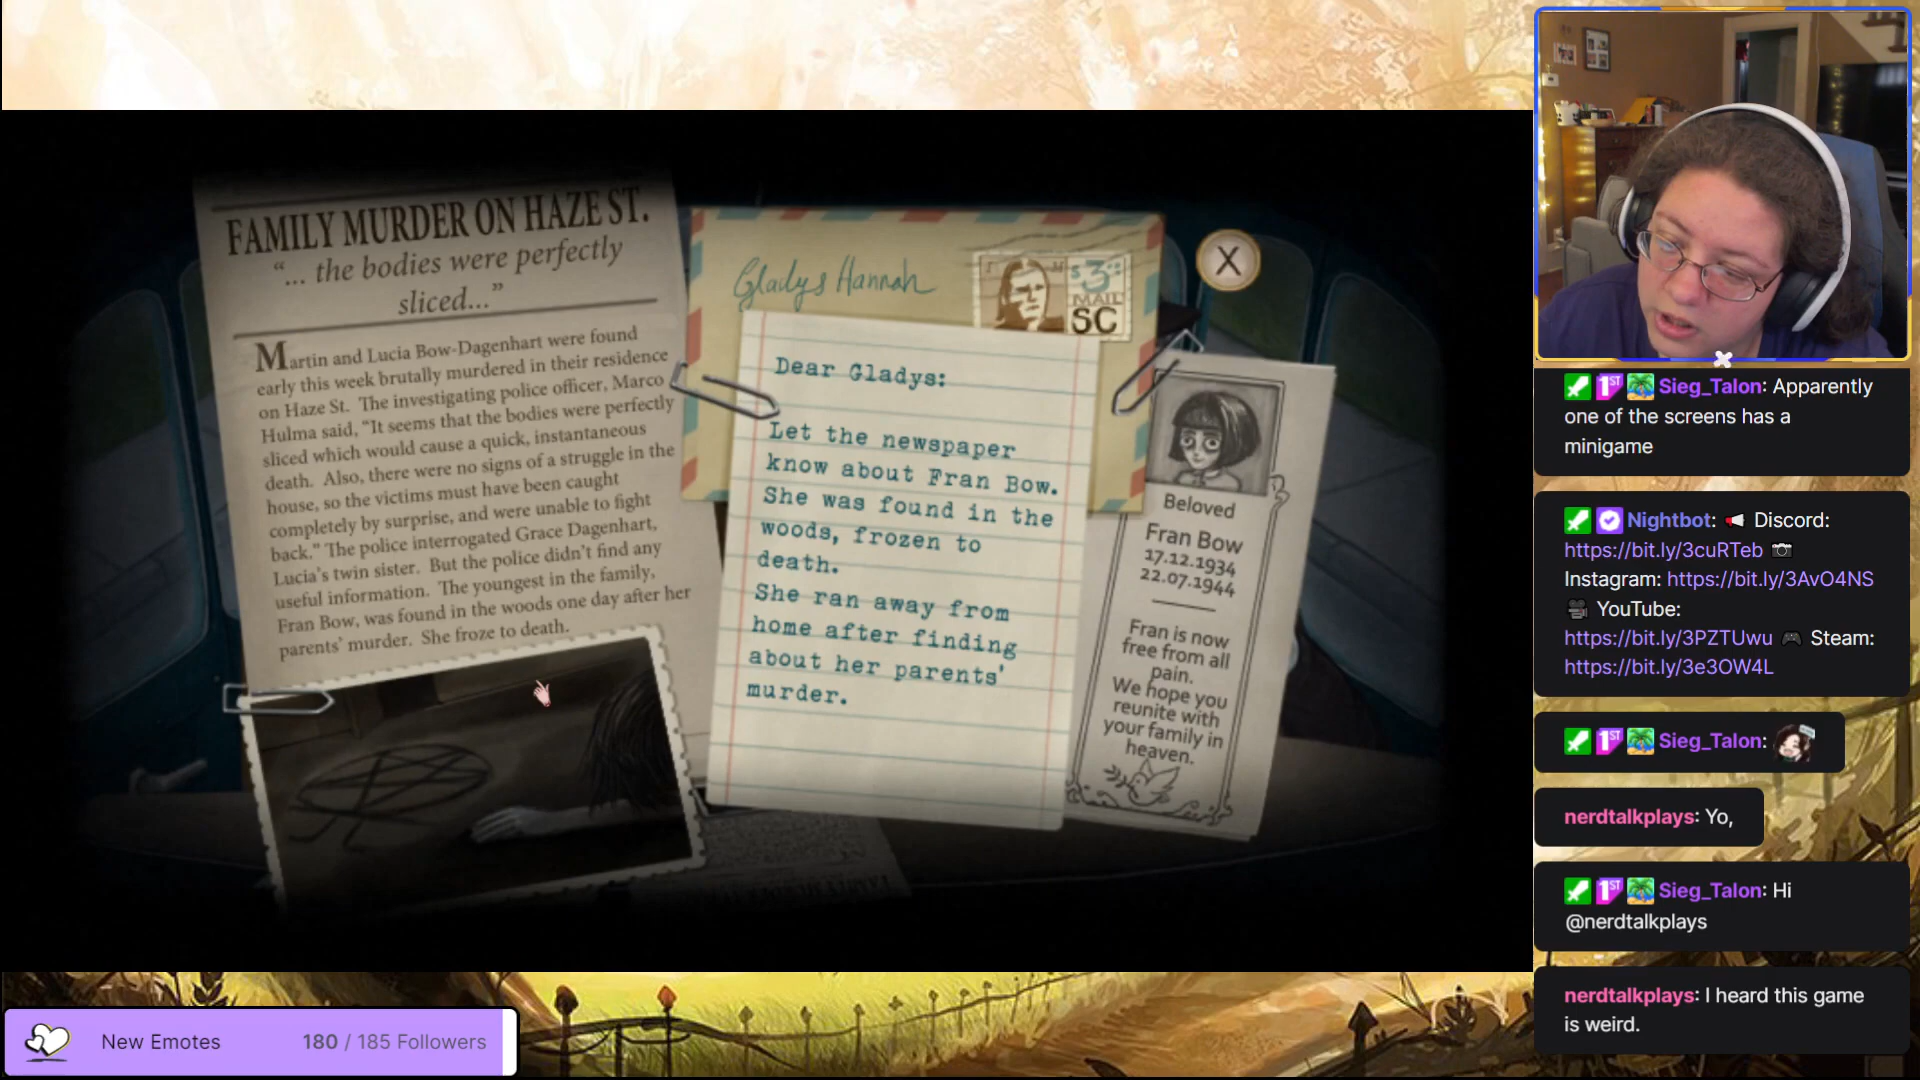 FAMILY MURDER ON HAZE ST.
“... the bodies were perfectly
sliced...”
Martin and Lucia Bow-Dagenhart were found
early this week brutally murdered in their residence
on Haze St. The investigating police officer, Marco
Hulma said, “It seems that the bodies were perfectly
sliced which would cause a quick, instantaneous
death. Also, there were no signs of a struggle in the
house, so the victims must have been caught
completely by surprise, and were unable to fight
back.” The police interrogated Grace Dagenhart,
Lucia’s twin sister. But the police didn’t find any
useful information. The youngest in the family,
Fran Bow, was found in the woods one day after her
parents’ murder. She froze to death.
Gladys Hannah
$3
MAIL
SC
X
Dear Gladys:
Let the newspaper
know about Fran Bow.
She was found in the
woods, frozen to
death.
She ran away from
home after finding
about her parents'
murder.
Beloved
Fran Bow
17.12.1934
22.07.1944
Fran is now
free from all
pain.
We hope you
reunite with
your family in
heaven.
Sieg_Talon: Apparently
one of the screens has a
minigame
Nightbot: Discord:
https://bit.ly/3cuRTeb
Instagram: https://bit.ly/3AvO4NS
YouTube:
https://bit.ly/3PZTUwu Steam:
https://bit.ly/3e3OW4L
1ST Sieg_Talon:
nerdtalkplays: Yo,
1ST Sieg_Talon: Hi
@nerdtalkplays
nerdtalkplays: I heard this game
is weird.
New Emotes 180 / 185 Followers